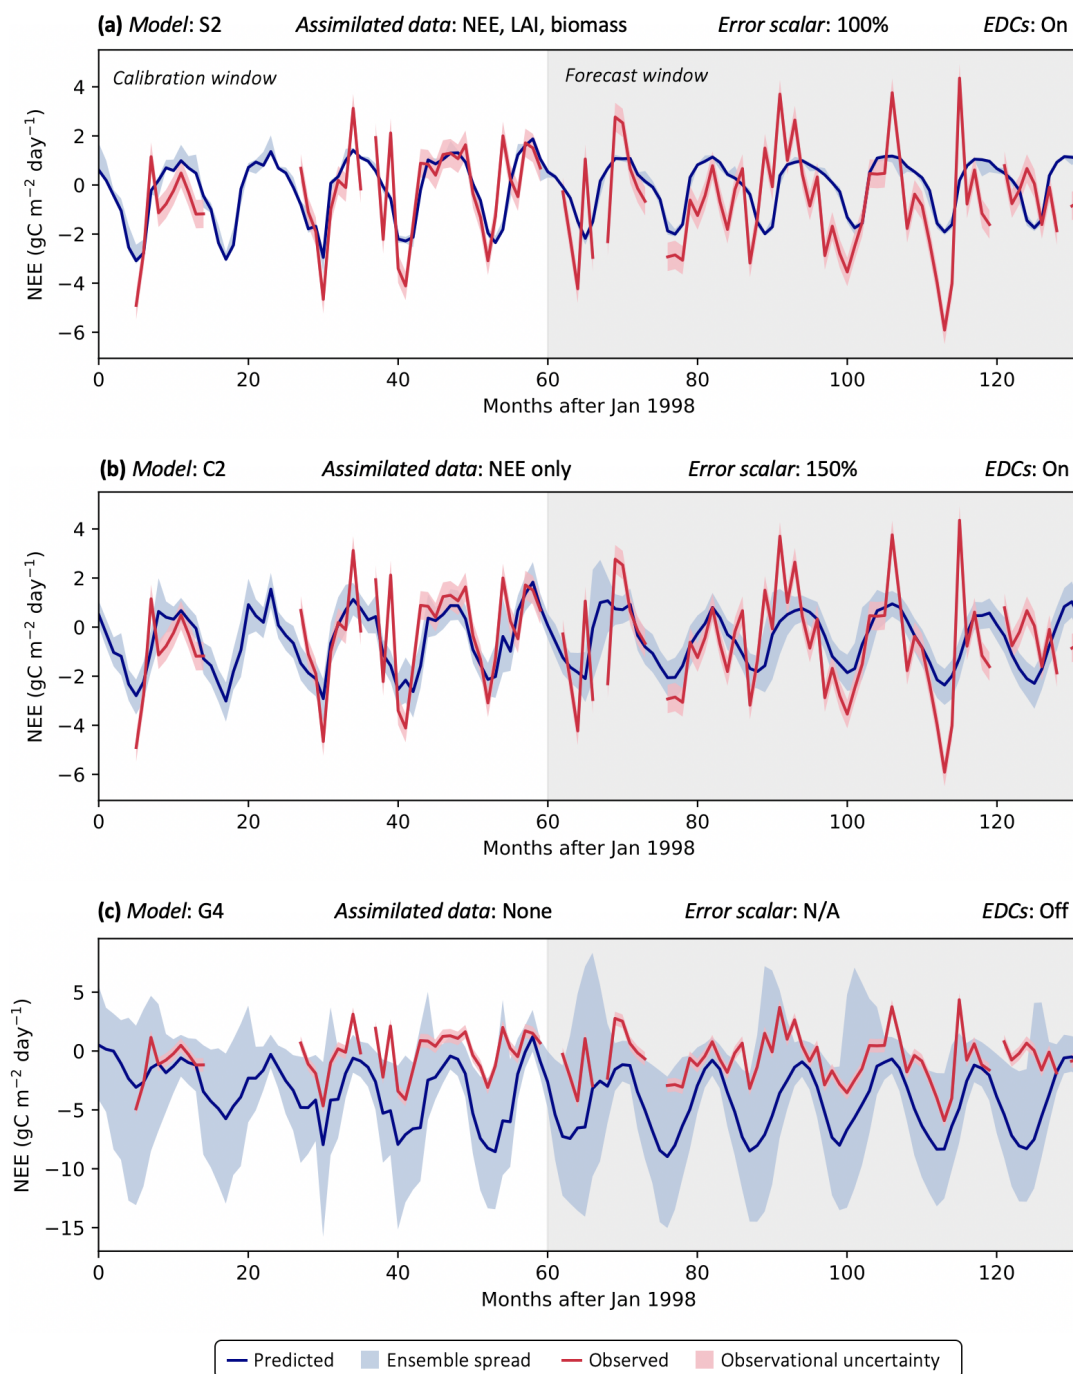 (a) Model: S2 Assimilated data: NEE, LAI, biomass Error scalar: 100% EDCs: On
Calibration window
Forecast window
NEE (gC m⁻² day⁻¹)
4
2
0
−2
−4
−6
0 20 40 60 80 100 120
Months after Jan 1998
(b) Model: C2 Assimilated data: NEE only Error scalar: 150% EDCs: On
NEE (gC m⁻² day⁻¹)
4
2
0
−2
−4
−6
0 20 40 60 80 100 120
Months after Jan 1998
(c) Model: G4 Assimilated data: None Error scalar: N/A EDCs: Off
NEE (gC m⁻² day⁻¹)
5
0
−5
−10
−15
0 20 40 60 80 100 120
Months after Jan 1998
Predicted Ensemble spread Observed Observational uncertainty